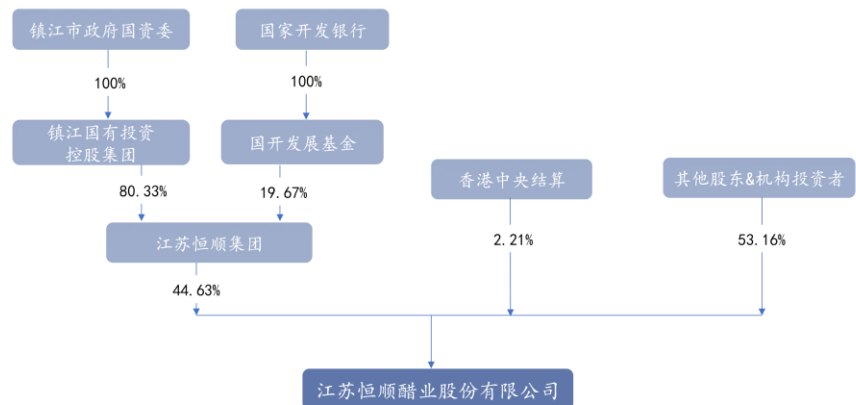 镇江市政府国资委
国家开发银行
100%
100%
镇江国有投资
控股集团
国开发展基金
80.33%
19.67%
香港中央结算
其他股东&机构投资者
江苏恒顺集团
2.21%
53.16%
44.63%
江苏恒顺醋业股份有限公司